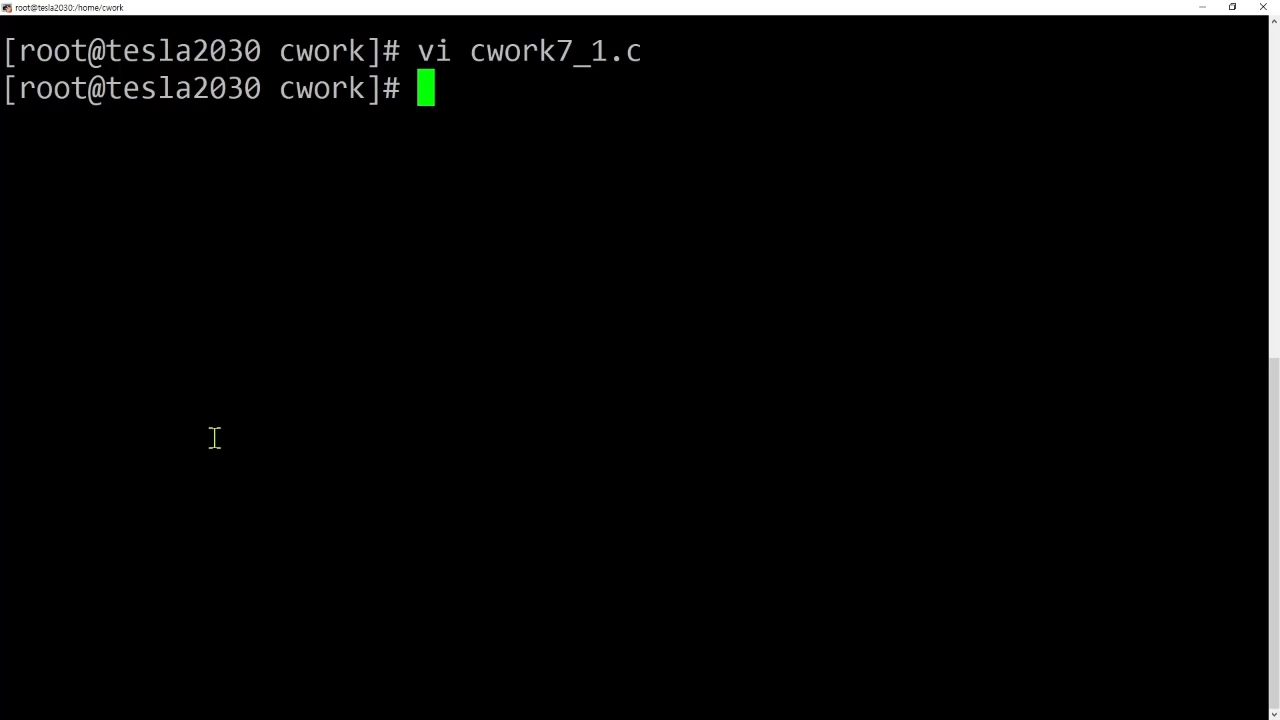 root@tesla2030:/home/cwork
[root@tesla2030 cwork]# vi cwork7_1.c
[root@tesla2030 cwork]#